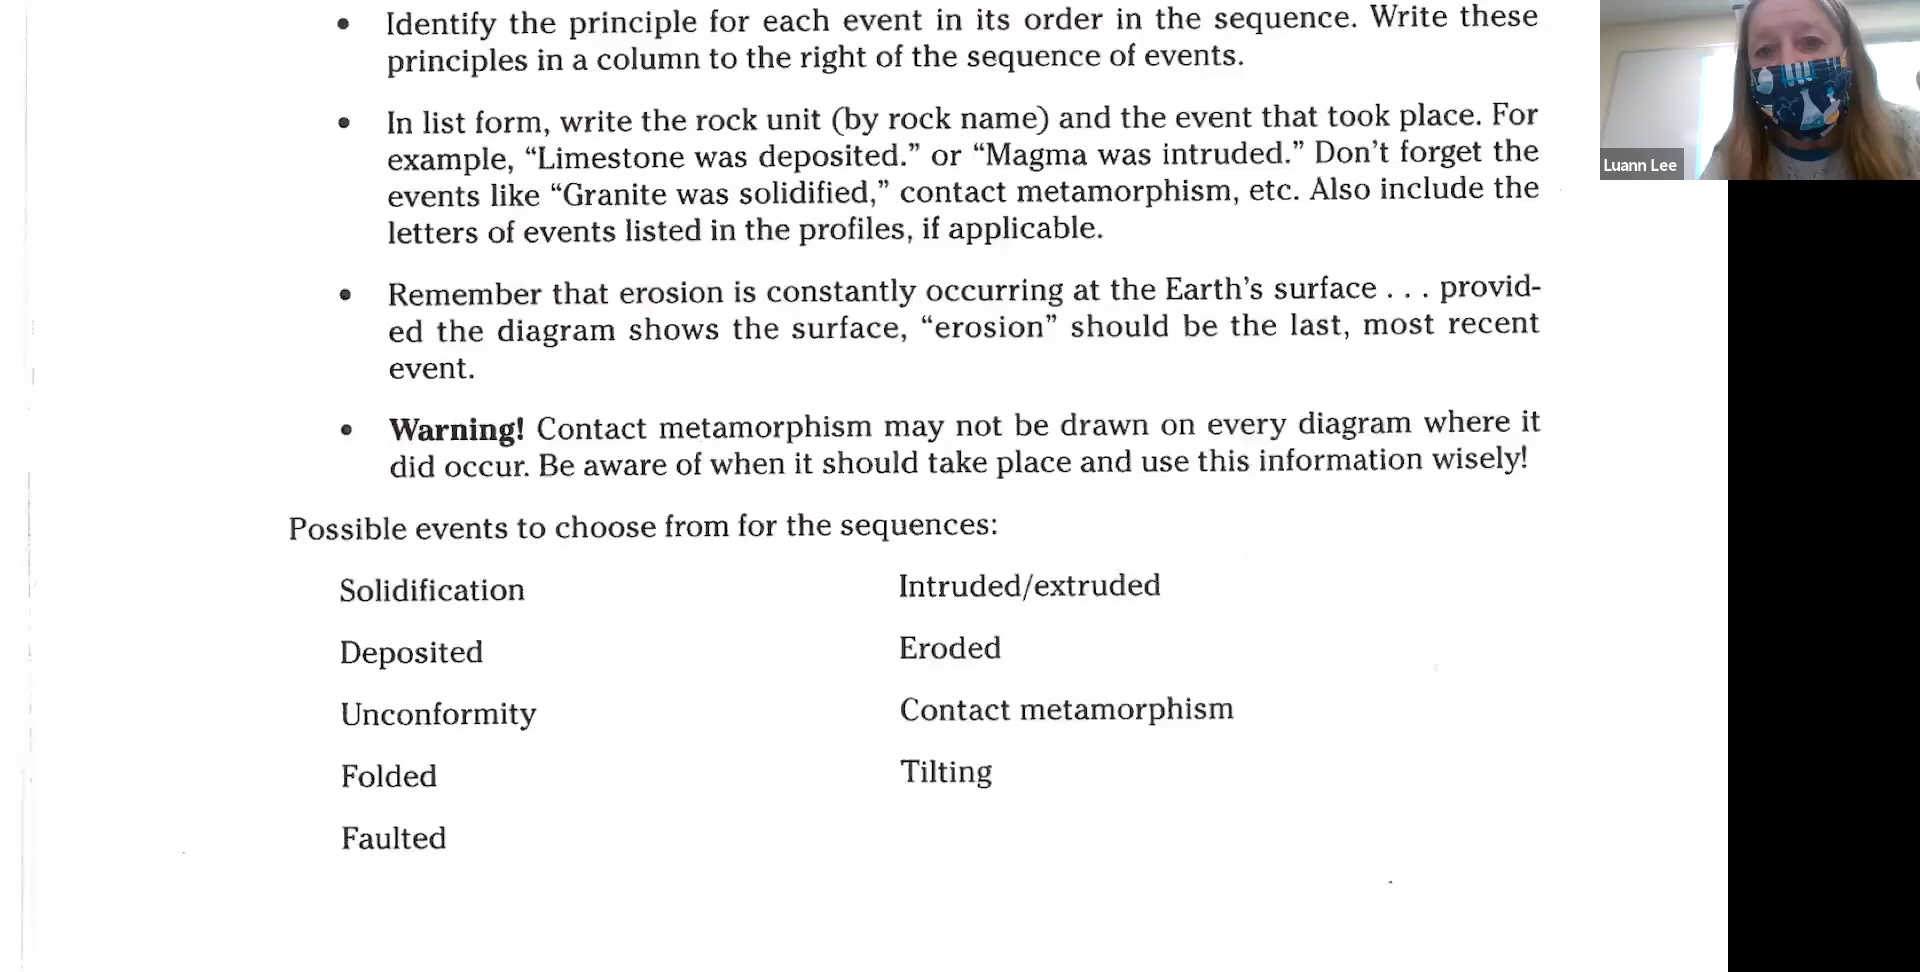 • Identify the principle for each event in its order in the sequence. Write these
principles in a column to the right of the sequence of events.
• In list form, write the rock unit (by rock name) and the event that took place. For
example, “Limestone was deposited.” or “Magma was intruded.” Don’t forget the
events like “Granite was solidified,” contact metamorphism, etc. Also include the
letters of events listed in the profiles, if applicable.
• Remember that erosion is constantly occurring at the Earth’s surface . . . provid-
ed the diagram shows the surface, “erosion” should be the last, most recent
event.
• Warning! Contact metamorphism may not be drawn on every diagram where it
did occur. Be aware of when it should take place and use this information wisely!
Possible events to choose from for the sequences:
Solidification
Deposited
Unconformity
Folded
Faulted
Intruded/extruded
Eroded
Contact metamorphism
Tilting
Luann Lee